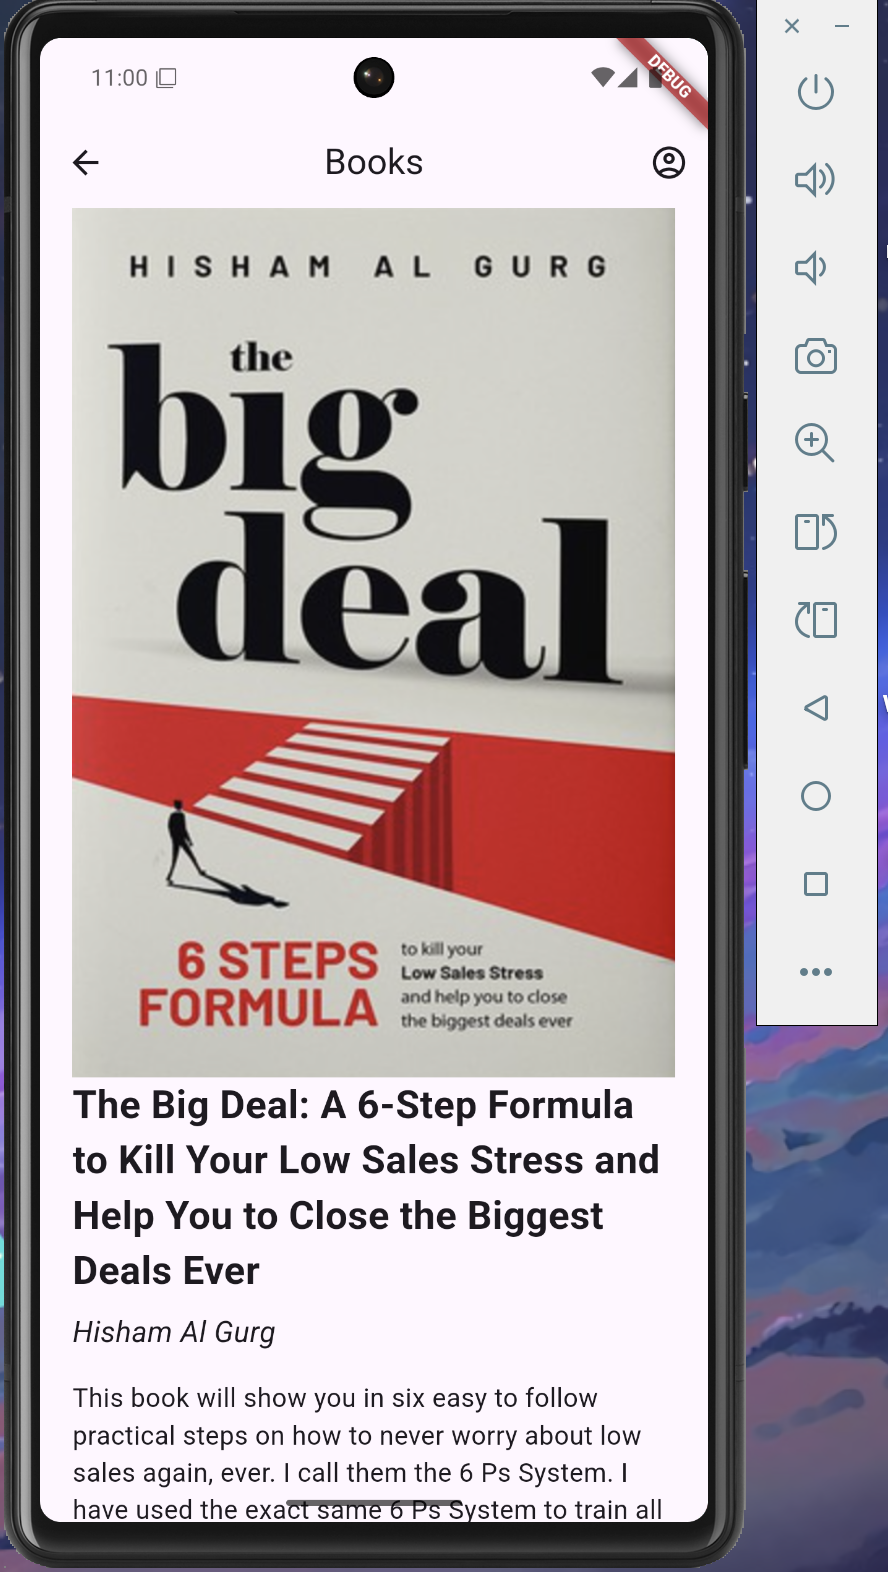 11:00
DEBUG
Books
HISHAM AL GURG
the
big
deal
6 STEPS
FORMULA
to kill your
Low Sales Stress
and help you to close
the biggest deals ever
The Big Deal: A 6-Step Formula
to Kill Your Low Sales Stress and
Help You to Close the Biggest
Deals Ever
Hisham Al Gurg
This book will show you in six easy to follow
practical steps on how to never worry about low
sales again, ever. I call them the 6 Ps System. I
have used the exact same 6 Ps System to train all